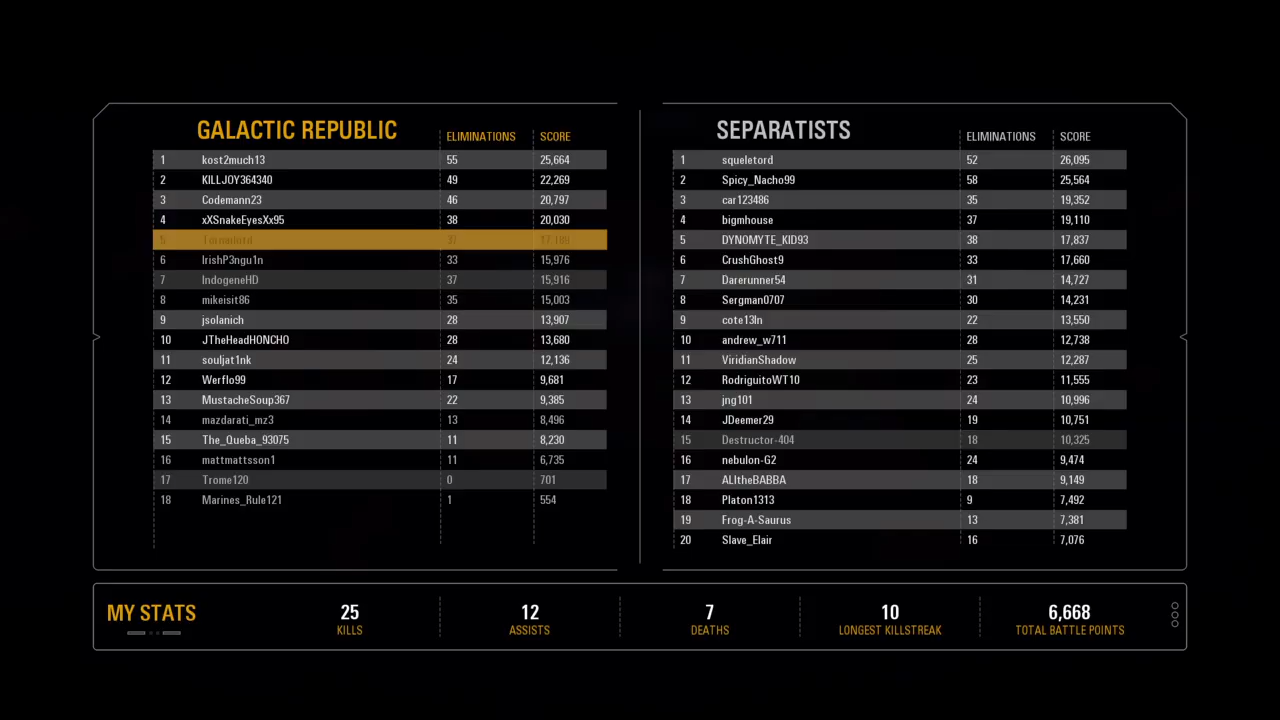 GALACTIC REPUBLIC ELIMINATIONS SCORE
1 kost2much13 55 25,664
2 KILLJOY364340 49 22,269
3 Codemann23 46 20,797
4 xXSnakeEyesXx95 38 20,030
5 37 17,189
6 IrishP3ngu1n 33 15,976
7 IndogeneHD 37 15,916
8 mikeisit86 35 15,003
9 jsolanich 28 13,907
10 JTheHeadHONCHO 28 13,680
11 souljat1nk 24 12,136
12 Werflo99 17 9,681
13 MustacheSoup367 22 9,385
14 mazdarati_mz3 13 8,496
15 The_Queba_93075 11 8,230
16 mattmattsson1 11 6,735
17 Trome120 0 701
18 Marines_Rule121 1 554
SEPARATISTS ELIMINATIONS SCORE
1 squeletord 52 26,095
2 Spicy_Nacho99 58 25,564
3 car123486 35 19,352
4 bigmhouse 37 19,110
5 DYNOMYTE_KID93 38 17,837
6 CrushGhost9 33 17,660
7 Darerunner54 31 14,727
8 Sergman0707 30 14,231
9 cote13ln 22 13,550
10 andrew_w711 28 12,738
11 ViridianShadow 25 12,287
12 RodriguitoWT10 23 11,555
13 jng101 24 10,996
14 JDeemer29 19 10,751
15 Destructor-404 18 10,325
16 nebulon-G2 24 9,474
17 ALItheBABBA 18 9,149
18 Platon1313 9 7,492
19 Frog-A-Saurus 13 7,381
20 Slave_Elair 16 7,076
MY STATS
25 12 7 10 6,668
KILLS ASSISTS DEATHS LONGEST KILLSTREAK TOTAL BATTLE POINTS